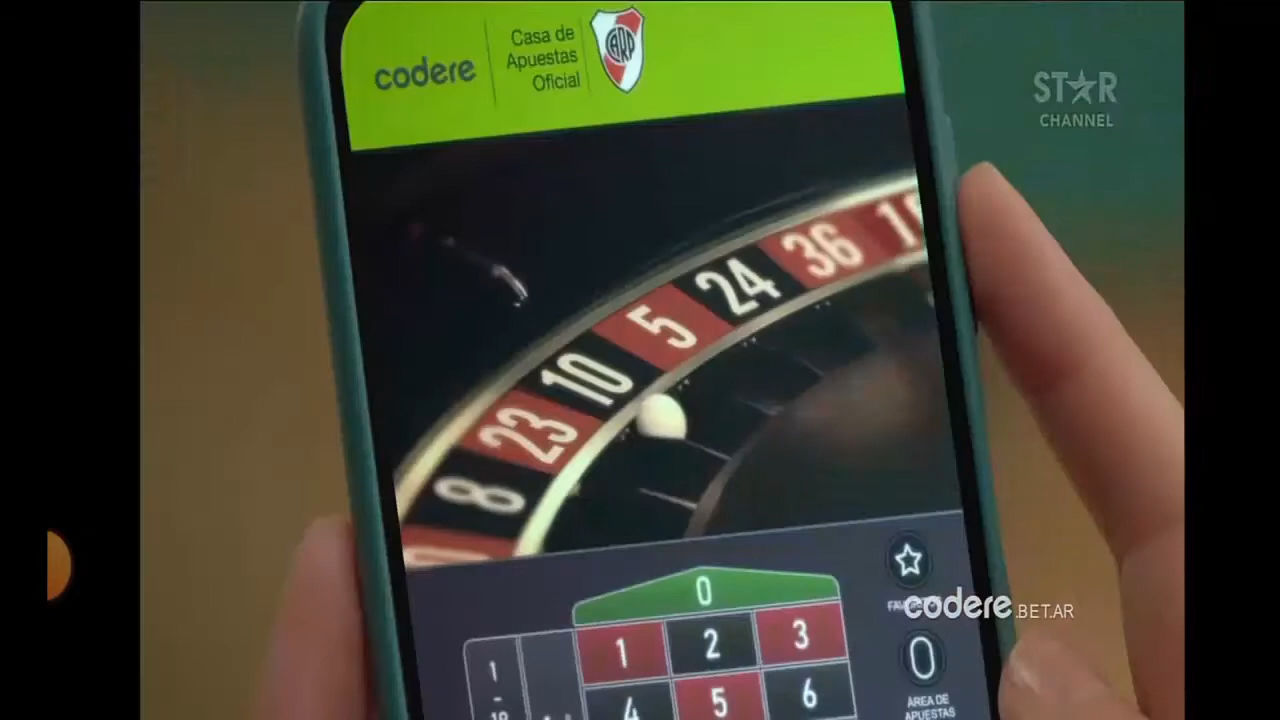 codere
Casa de
Apuestas
Oficial
CARP
STAR
CHANNEL
36
24
5
10
23
8
codere.BET.AR
0
1 2 3
1
-
4 5 6
0
ÁREA DE
APUESTAS